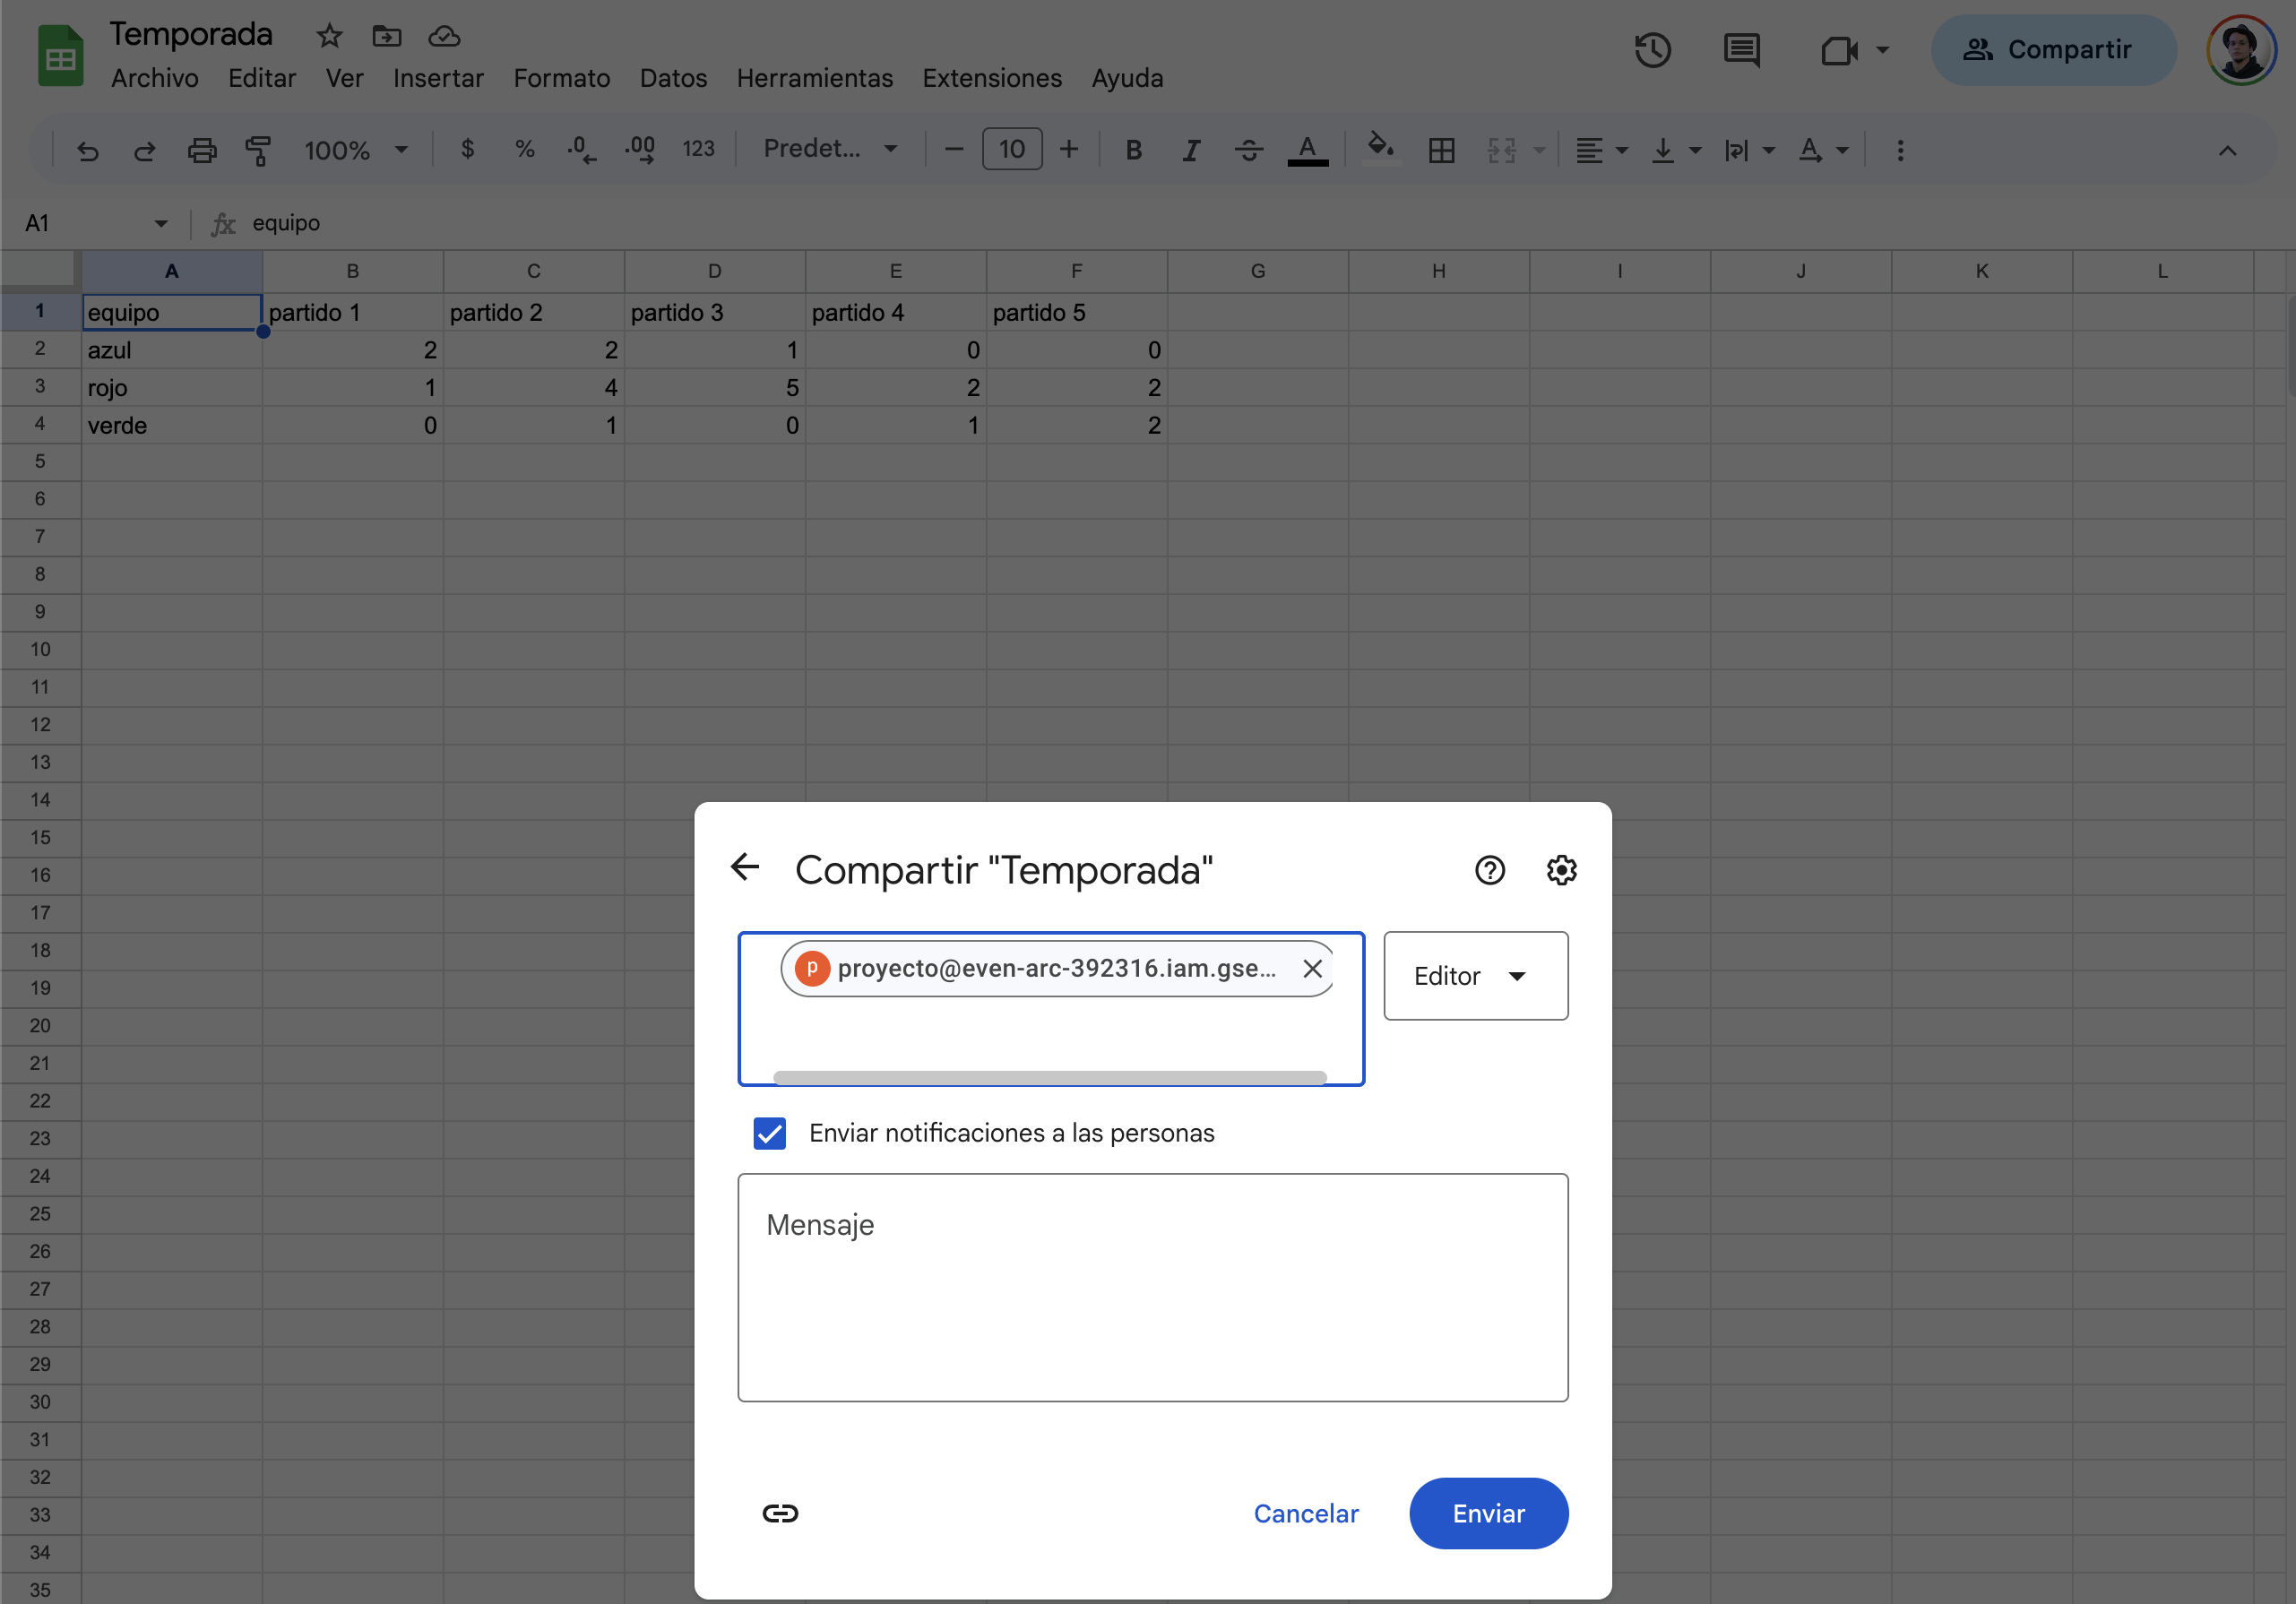 Temporada
Archivo Editar Ver Insertar Formato Datos Herramientas Extensiones Ayuda
Compartir
100% $ % .0 .00 123 Predet... 10 B I A A
A1 fx equipo
A B C D E F G H I J K L
1 equipo partido 1 partido 2 partido 3 partido 4 partido 5
2 azul 2 2 1 0 0
3 rojo 1 4 5 2 2
4 verde 0 1 0 1 2
5
6
7
8
9
10
11
12
13
14
15
16
17
18
19
20
21
22
23
24
25
26
27
28
29
30
31
32
33
34
35
Compartir "Temporada"
p proyecto@even-arc-392316.iam.gse...
Editor
Enviar notificaciones a las personas
Mensaje
Cancelar Enviar